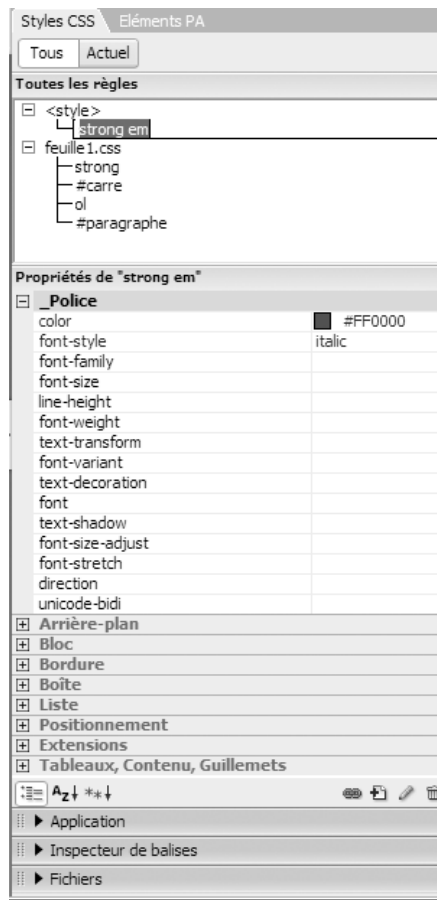 Styles CSS Eléments PA
Tous Actuel
Toutes les règles
<style>
strong em
feuille1.css
strong
#carre
ol
#paragraphe
Propriétés de "strong em"
_Police
color #FF0000
font-style italic
font-family
font-size
line-height
font-weight
text-transform
font-variant
text-decoration
font
text-shadow
font-size-adjust
font-stretch
direction
unicode-bidi
Arrière-plan
Bloc
Bordure
Boîte
Liste
Positionnement
Extensions
Tableaux, Contenu, Guillemets
Az↓ **↓
Application
Inspecteur de balises
Fichiers